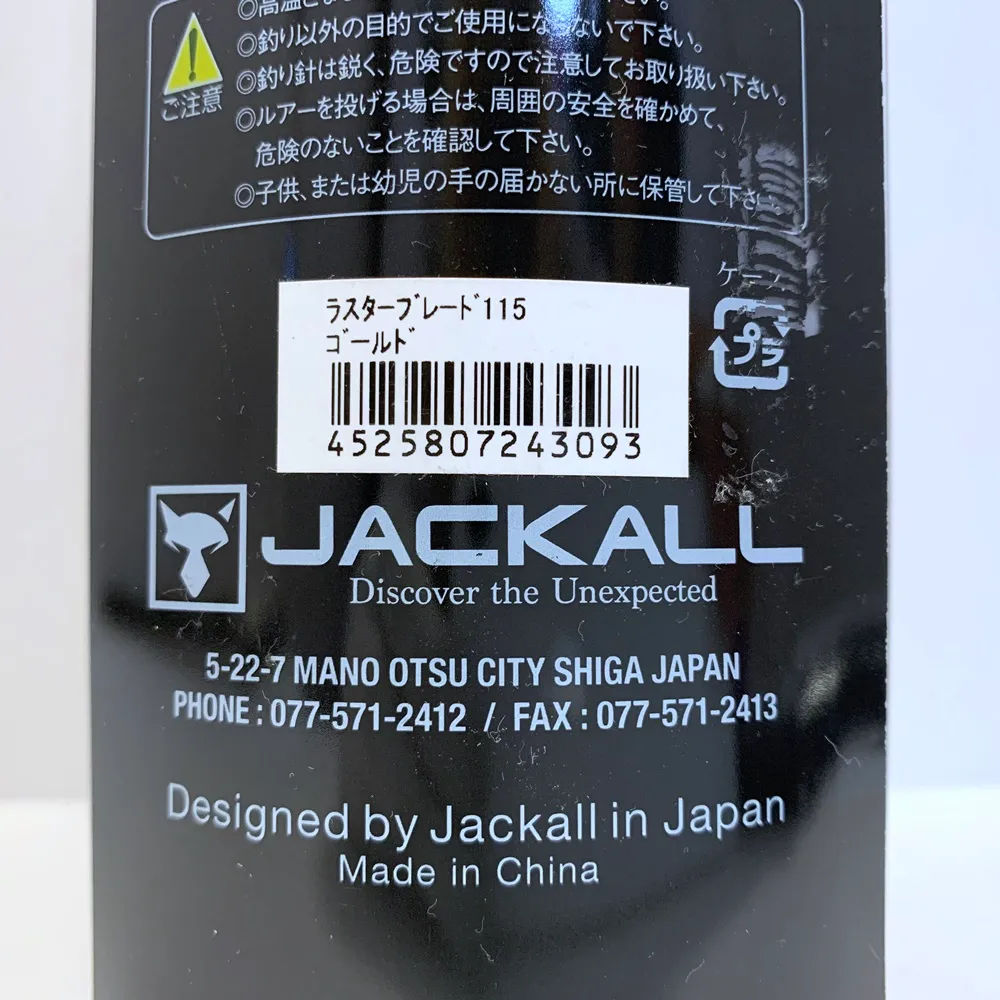 ◎釣り以外の目的でご使用にならないで下さい。
◎釣り針は鋭く、危険ですので注意してお取り扱い下さい。
◎ルアーを投げる場合は、周囲の安全を確かめて、
危険のないことを確認して下さい。
◎子供、または幼児の手の届かない所に保管して下さい。
ご注意
ケース
プラ
ラスターブレード115
ゴールド
4525807243093
JACKALL
Discover the Unexpected
5-22-7 MANO OTSU CITY SHIGA JAPAN
PHONE : 077-571-2412 / FAX : 077-571-2413
Designed by Jackall in Japan
Made in China